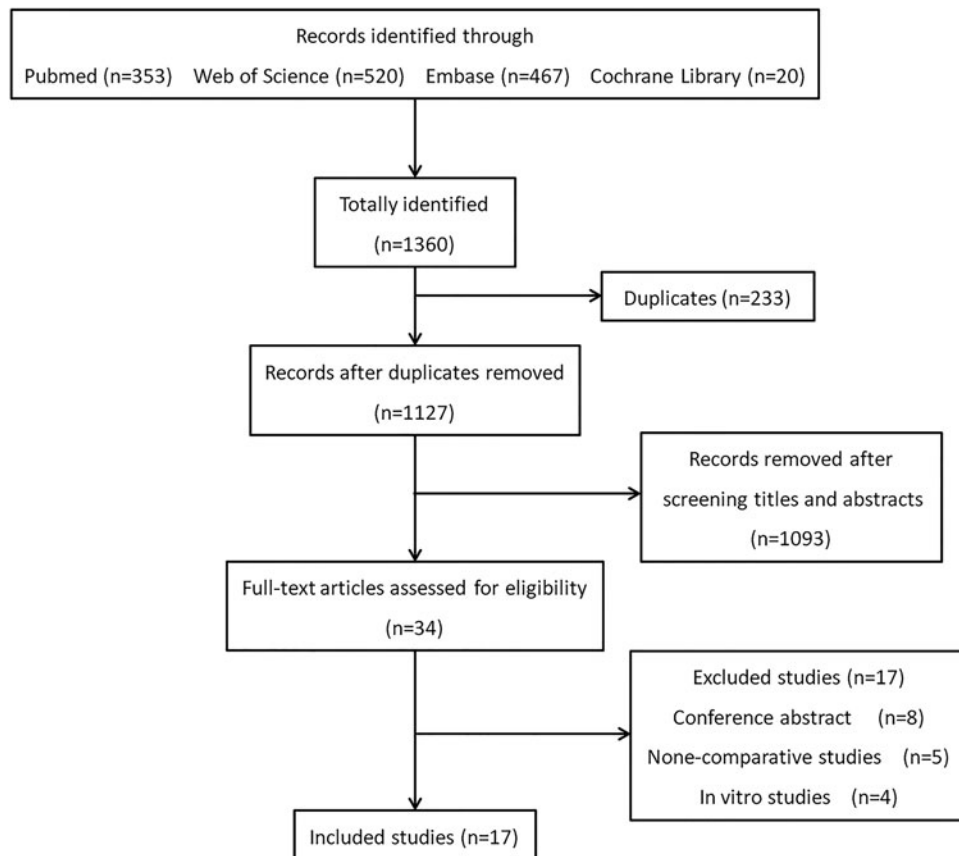 Records identified through
Pubmed (n=353) Web of Science (n=520) Embase (n=467) Cochrane Library (n=20)
Totally identified
(n=1360)
Duplicates (n=233)
Records after duplicates removed
(n=1127)
Records removed after
screening titles and abstracts
(n=1093)
Full-text articles assessed for eligibility
(n=34)
Excluded studies (n=17)
Conference abstract (n=8)
None-comparative studies (n=5)
In vitro studies (n=4)
Included studies (n=17)